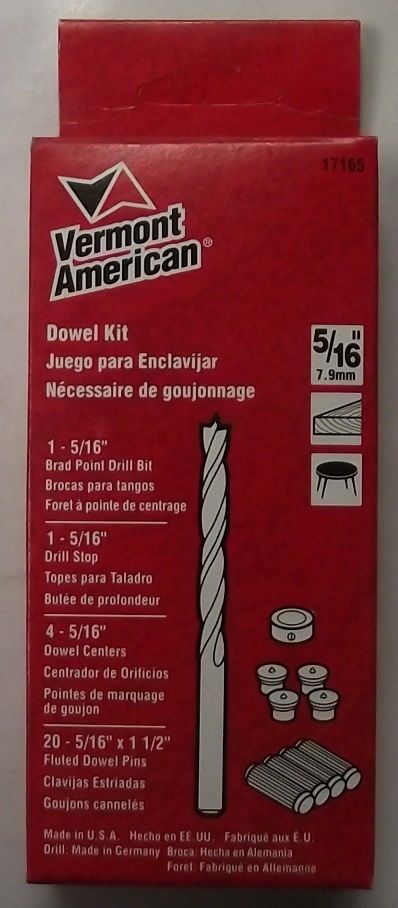 17165
Vermont
American®
Dowel Kit
Juego para Enclavijar
Nécessaire de goujonnage
5/16"
7.9mm
1 - 5/16"
Brad Point Drill Bit
Brocas para tangos
Foret à pointe de centrage
1 - 5/16"
Drill Stop
Topes para Taladro
Butée de profondeur
4 - 5/16"
Dowel Centers
Centrador de Orificios
Pointes de marquage
de goujon
20 - 5/16" x 1 1/2"
Fluted Dowel Pins
Clavijas Estriadas
Goujons cannelés
Made in U.S.A. Hecho en EE.UU. Fabriqué aux É.U.
Drill: Made in Germany Broca: Hecha en Alemania
Foret: Fabriqué en Allemagne